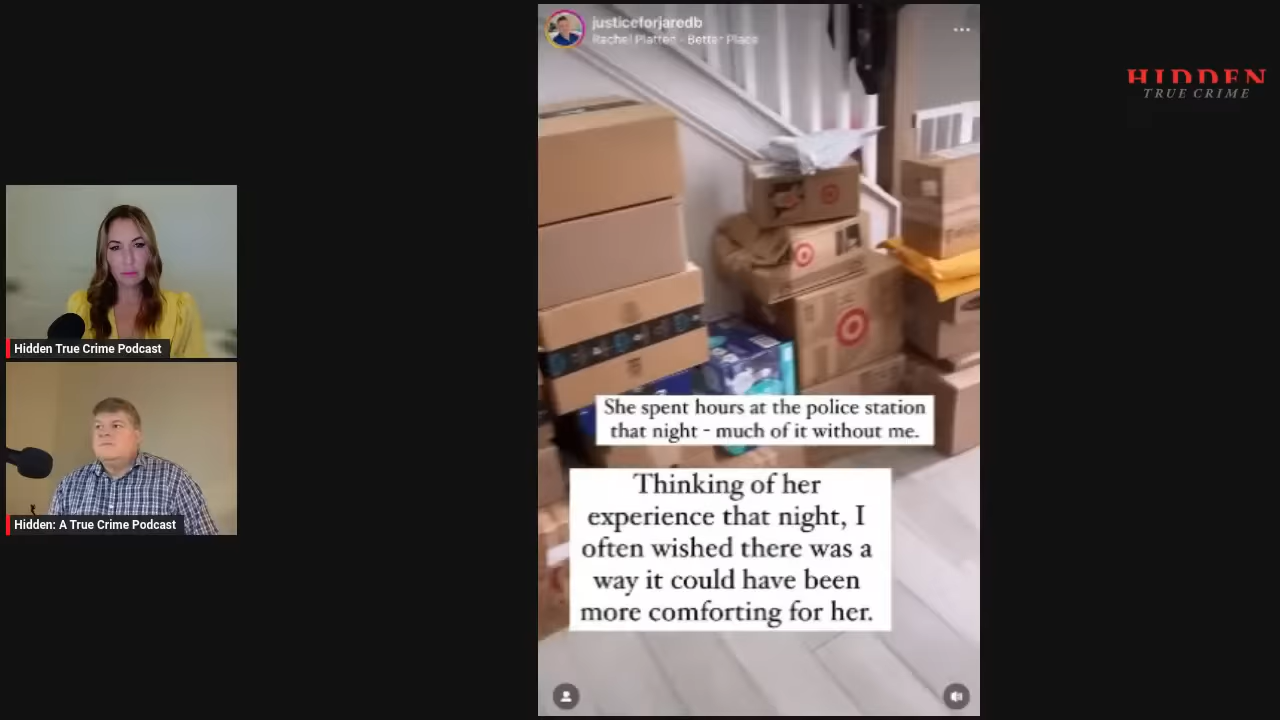 justiceforjaredb
Rachel Platten - Better Place
HIDDEN
TRUE CRIME
Hidden True Crime Podcast
Hidden: A True Crime Podcast
She spent hours at the police station
that night - much of it without me.
Thinking of her
experience that night, I
often wished there was a
way it could have been
more comforting for her.